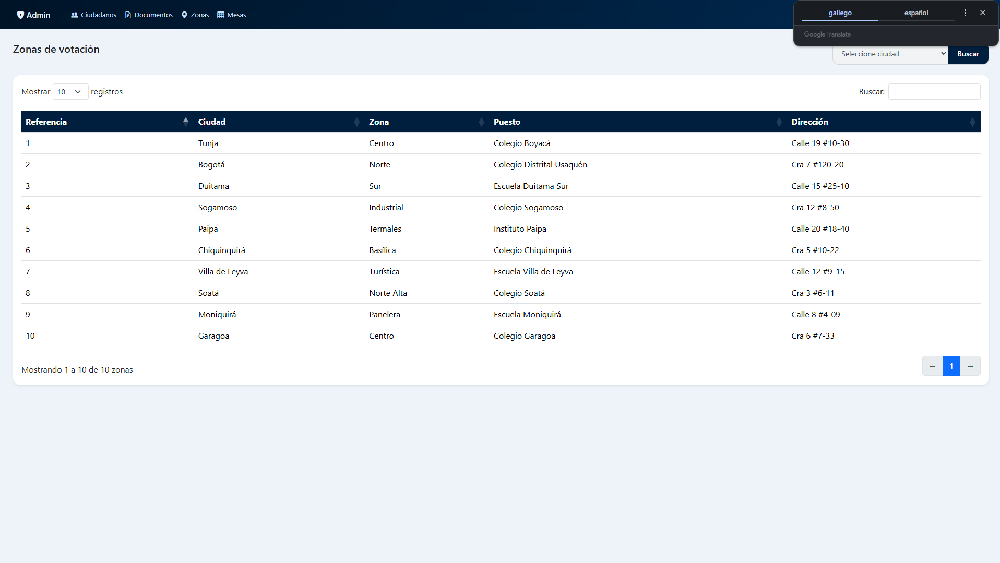 Admin Ciudadanos Documentos Zonas Mesas
gallego español
Google Translate
Zonas de votación
Seleccione ciudad Buscar
Mostrar 10 registros Buscar:
Referencia Ciudad Zona Puesto Dirección
1 Tunja Centro Colegio Boyacá Calle 19 #10-30
2 Bogotá Norte Colegio Distrital Usaquén Cra 7 #120-20
3 Duitama Sur Escuela Duitama Sur Calle 15 #25-10
4 Sogamoso Industrial Colegio Sogamoso Cra 12 #8-50
5 Paipa Termales Instituto Paipa Calle 20 #18-40
6 Chiquinquirá Basílica Colegio Chiquinquirá Cra 5 #10-22
7 Villa de Leyva Turística Escuela Villa de Leyva Calle 12 #9-15
8 Soatá Norte Alta Colegio Soatá Cra 3 #6-11
9 Moniquirá Panelera Escuela Moniquirá Calle 8 #4-09
10 Garagoa Centro Colegio Garagoa Cra 6 #7-33
Mostrando 1 a 10 de 10 zonas ← 1 →